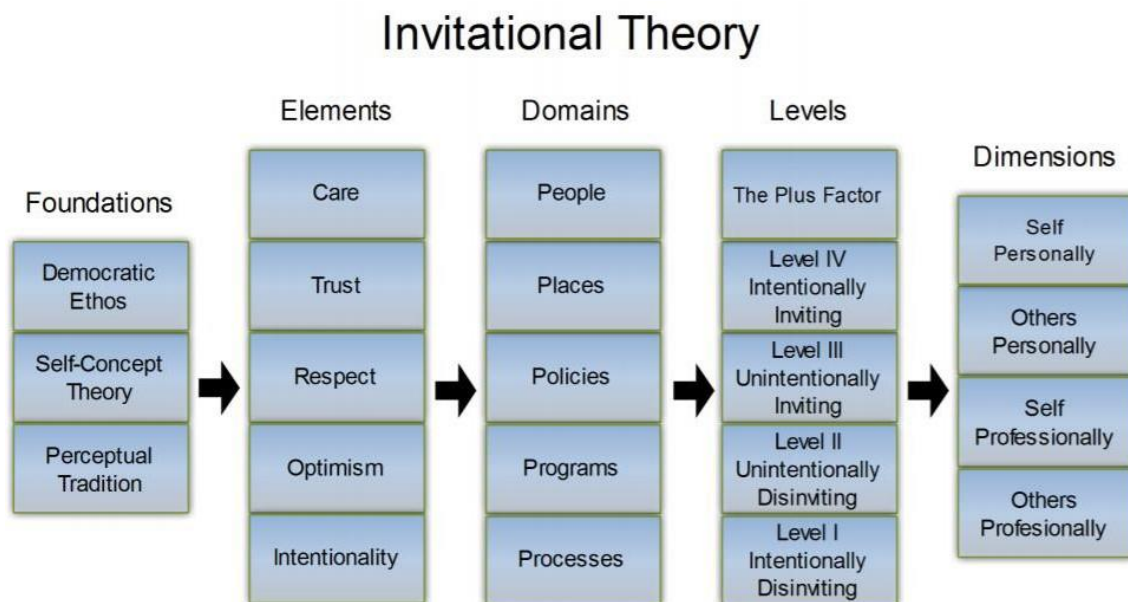 Invitational Theory
Foundations
Democratic
Ethos
Self-Concept
Theory
Perceptual
Tradition
Elements
Care
Trust
Respect
Optimism
Intentionality
Domains
People
Places
Policies
Programs
Processes
Levels
The Plus Factor
Level IV
Intentionally
Inviting
Level III
Unintentionally
Inviting
Level II
Unintentionally
Disinviting
Level I
Intentionally
Disinviting
Dimensions
Self
Personally
Others
Personally
Self
Professionally
Others
Profesionally